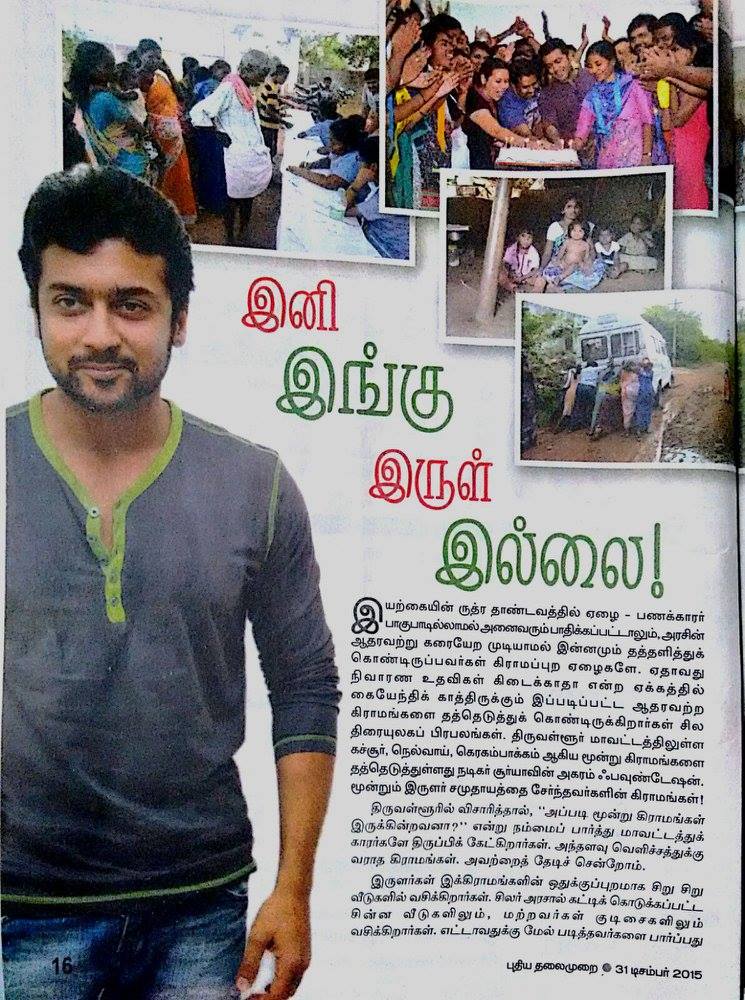 இனி
இங்கு
இருள்
இல்லை!
இயற்கையின் ருத்ர தாண்டவத்தில் ஏழை – பணக்காரர்
பாகுபாடில்லாமல் அனைவரும் பாதிக்கப்பட்டாலும், அரசின்
ஆதரவற்று கரையேற முடியாமல் இன்னமும் தத்தளித்துக்
கொண்டிருப்பவர்கள் கிராமப்புற ஏழைகளே. ஏதாவது
நிவாரண உதவிகள் கிடைக்காதா என்ற ஏக்கத்தில்
கையேந்திக் காத்திருக்கும் இப்படிப்பட்ட ஆதரவற்ற
கிராமங்களை தத்தெடுத்துக் கொண்டிருக்கிறார்கள் சில
திரையுலகப் பிரபலங்கள். திருவள்ளூர் மாவட்டத்திலுள்ள
கச்சூர், நெல்வாய், கெரகம்பாக்கம் ஆகிய மூன்று கிராமங்களை
தத்தெடுத்துள்ளது நடிகர் சூர்யாவின் அகரம் ஃபவுண்டேஷன்.
மூன்றும் இருளர் சமுதாயத்தை சேர்ந்தவர்களின் கிராமங்கள்!
திருவள்ளூரில் விசாரித்தால், “அப்படி மூன்று கிராமங்கள்
இருக்கின்றவனா?” என்று நம்மைப் பார்த்து மாவட்டத்துக்
காரர்களே திருப்பிக் கேட்கிறார்கள். அந்தளவு வெளிச்சத்துக்கு
வராத கிராமங்கள். அவற்றைத் தேடிச் சென்றோம்.
இருளர்கள் இக்கிராமங்களின் ஒதுக்குப்புறமாக சிறு சிறு
வீடுகளில் வசிக்கிறார்கள். சிலர் அரசால் கட்டிக் கொடுக்கப்பட்ட
சின்ன வீடுகளிலும், மற்றவர்கள் குடிசைகளிலும்
வசிக்கிறார்கள். எட்டாவதுக்கு மேல் படித்தவர்களை பார்ப்பது
16
புதிய தலைமுறை ● 31 டிசம்பர் 2015